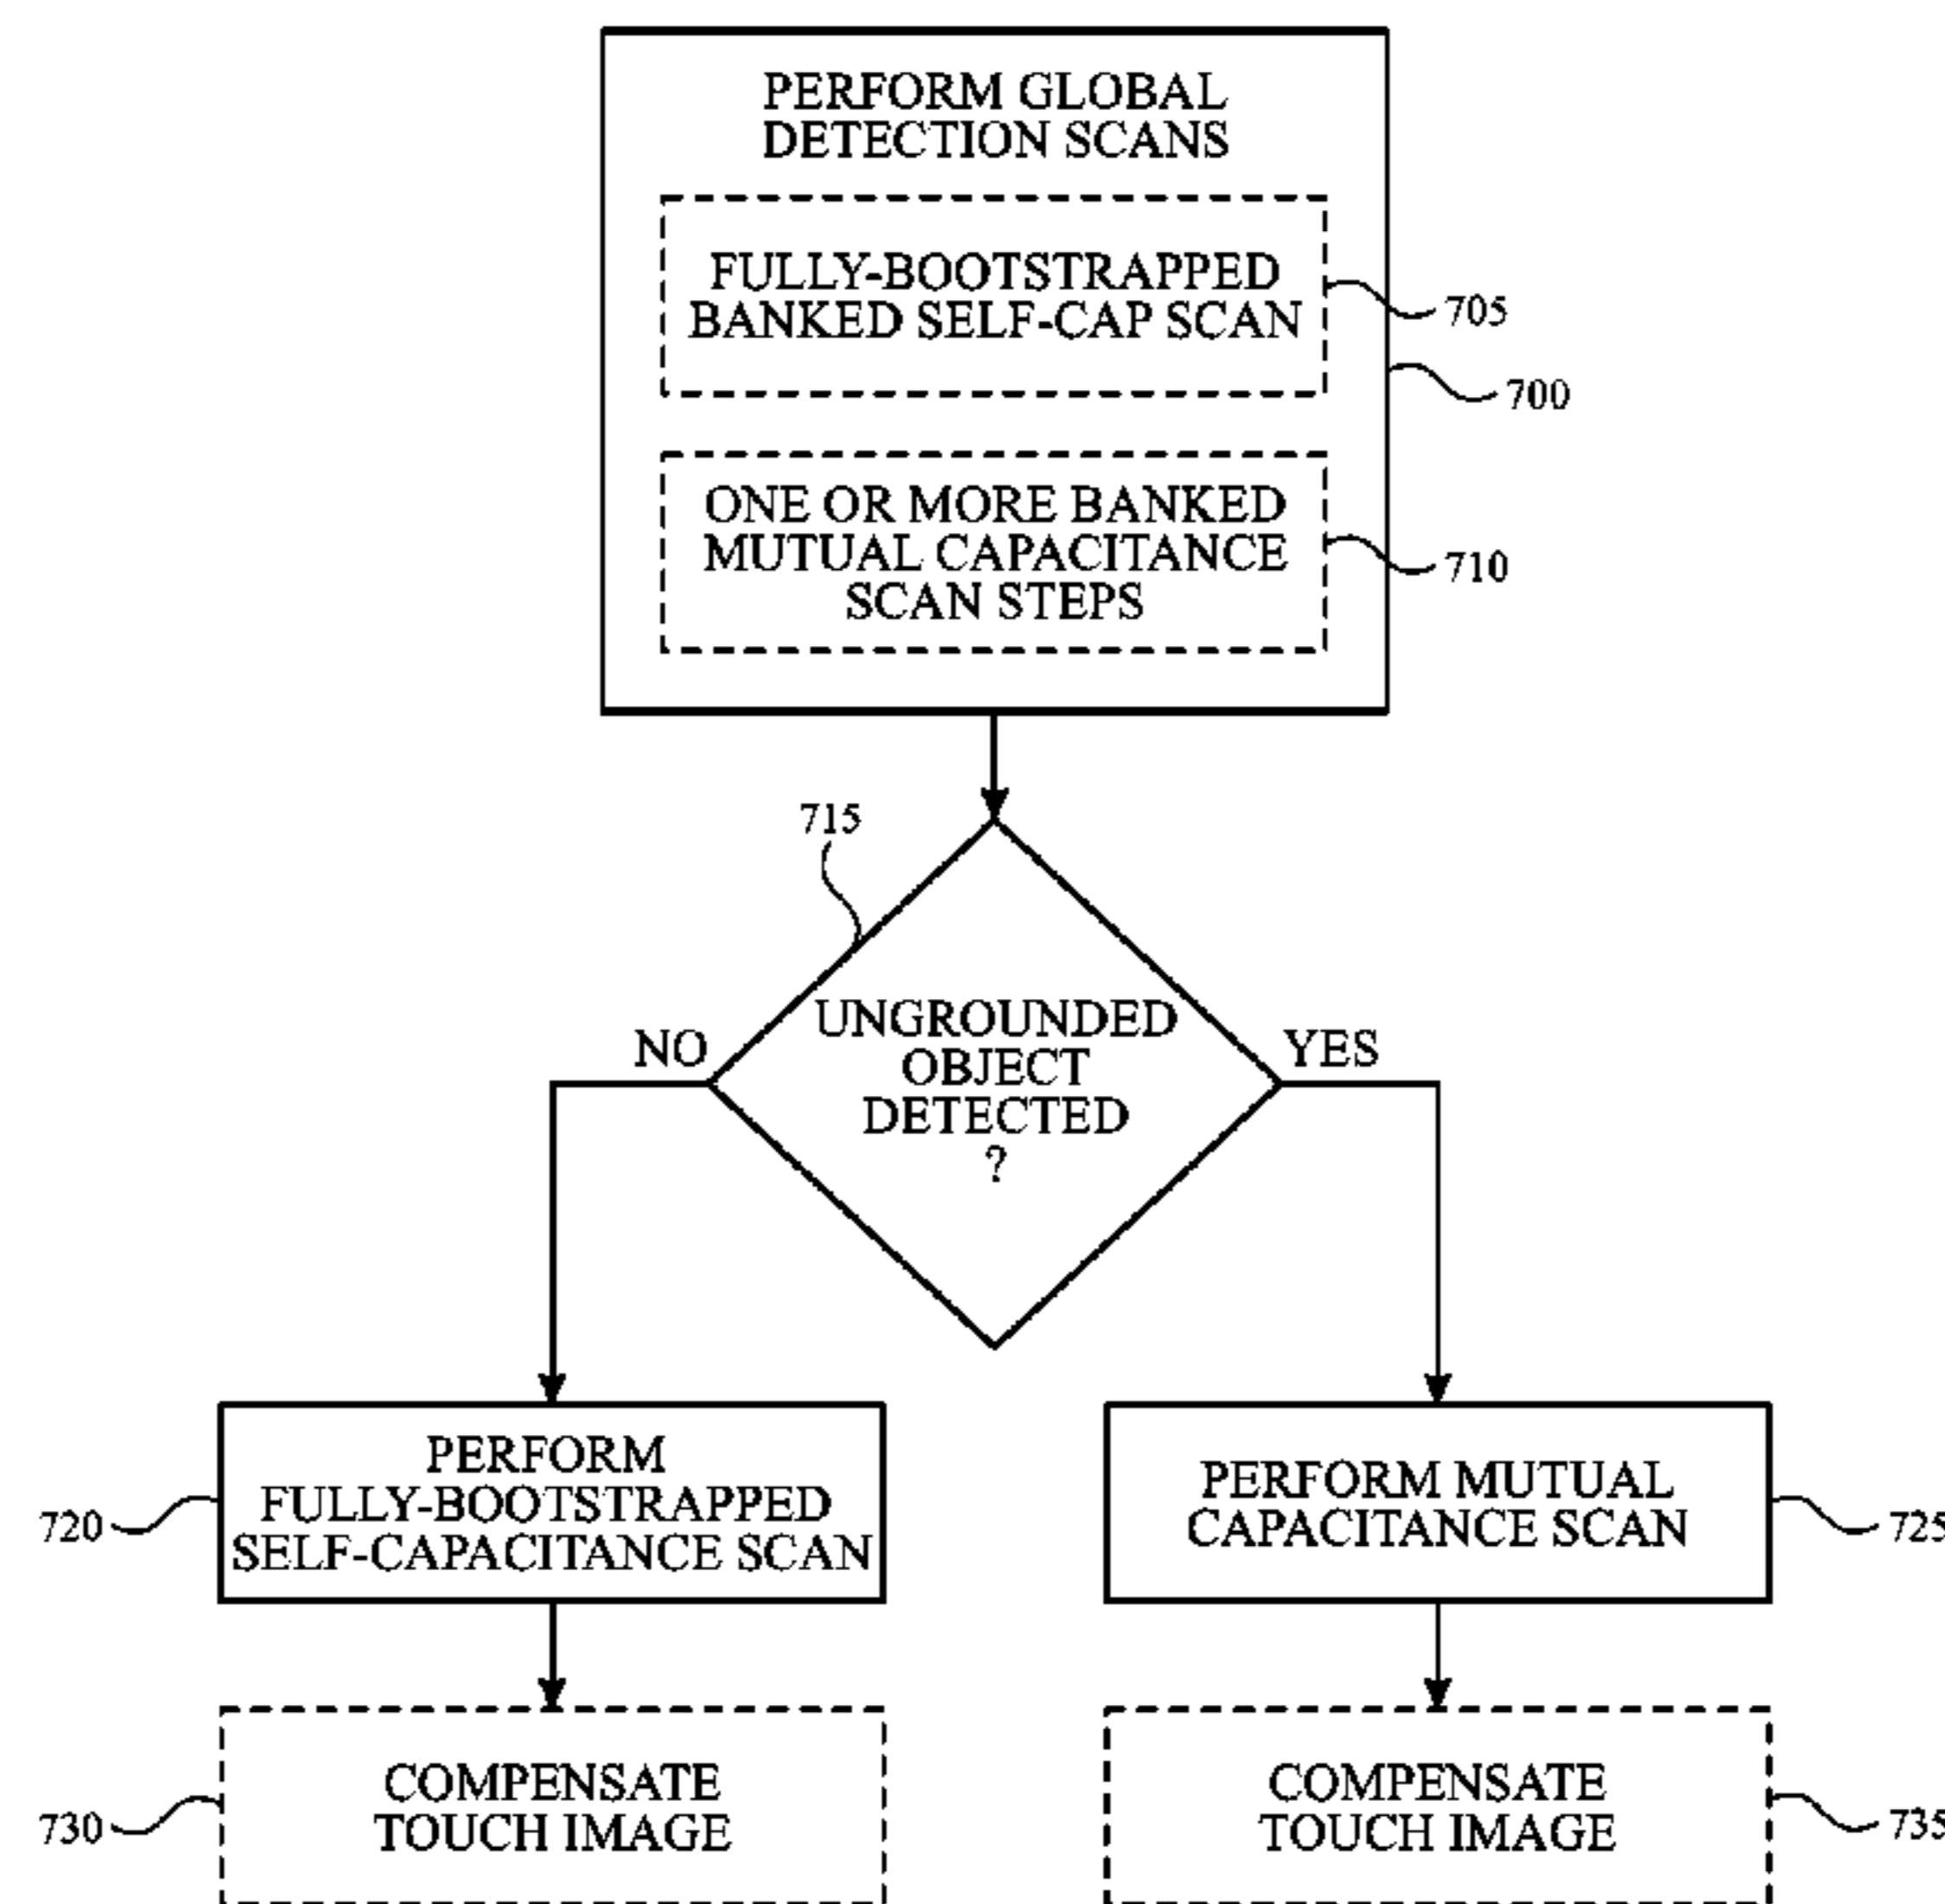 PERFORM GLOBAL
DETECTION SCANS
FULLY-BOOTSTRAPPED
BANKED SELF-CAP SCAN
705
700
ONE OR MORE BANKED
MUTUAL CAPACITANCE
SCAN STEPS
710
715
UNGROUNDED
OBJECT
DETECTED
?
NO
YES
PERFORM
FULLY-BOOTSTRAPPED
SELF-CAPACITANCE SCAN
720
PERFORM MUTUAL
CAPACITANCE SCAN
725
COMPENSATE
TOUCH IMAGE
730
COMPENSATE
TOUCH IMAGE
735